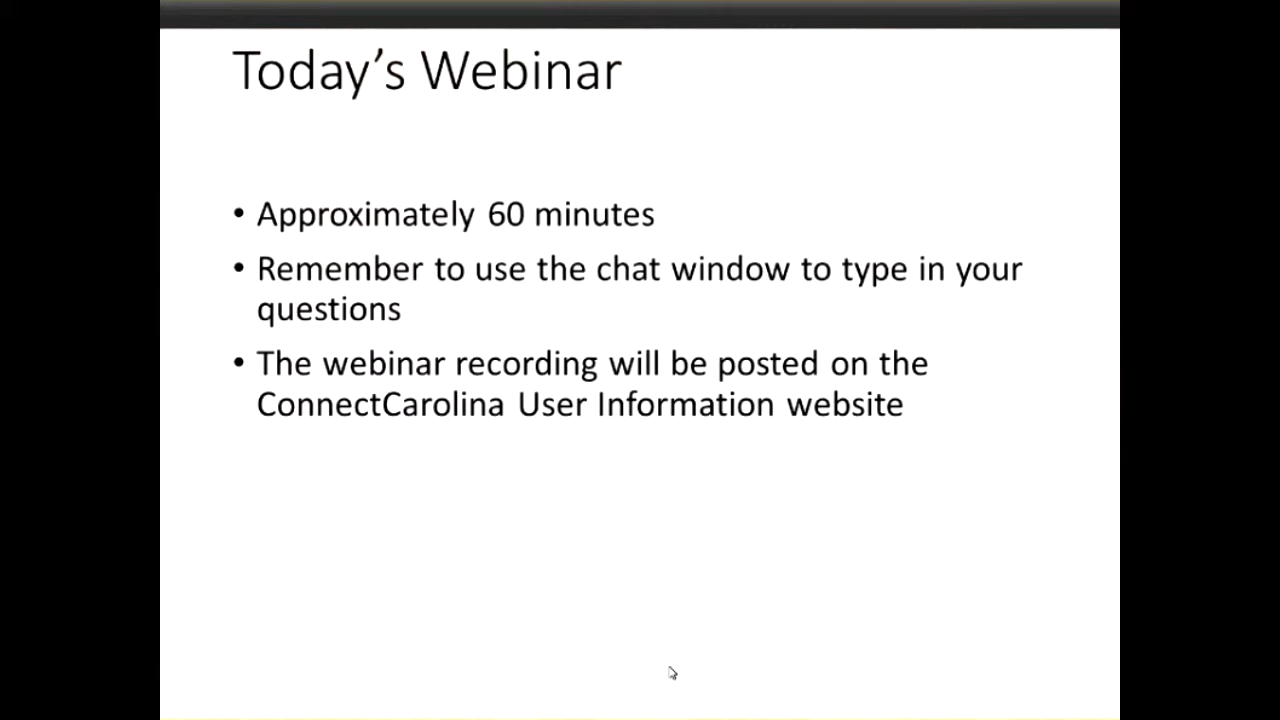 Today’s Webinar
• Approximately 60 minutes
• Remember to use the chat window to type in your
questions
• The webinar recording will be posted on the
ConnectCarolina User Information website